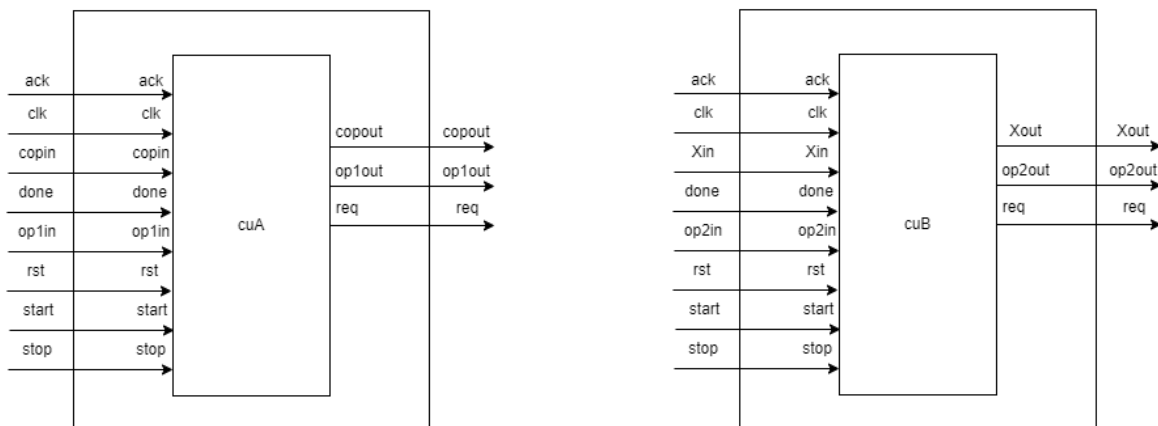 ack ack
clk clk
copin copin
done done
op1in op1in
rst rst
start start
stop stop
cuA
copout copout
op1out op1out
req req
ack ack
clk clk
Xin Xin
done done
op2in op2in
rst rst
start start
stop stop
cuB
Xout Xout
op2out op2out
req req